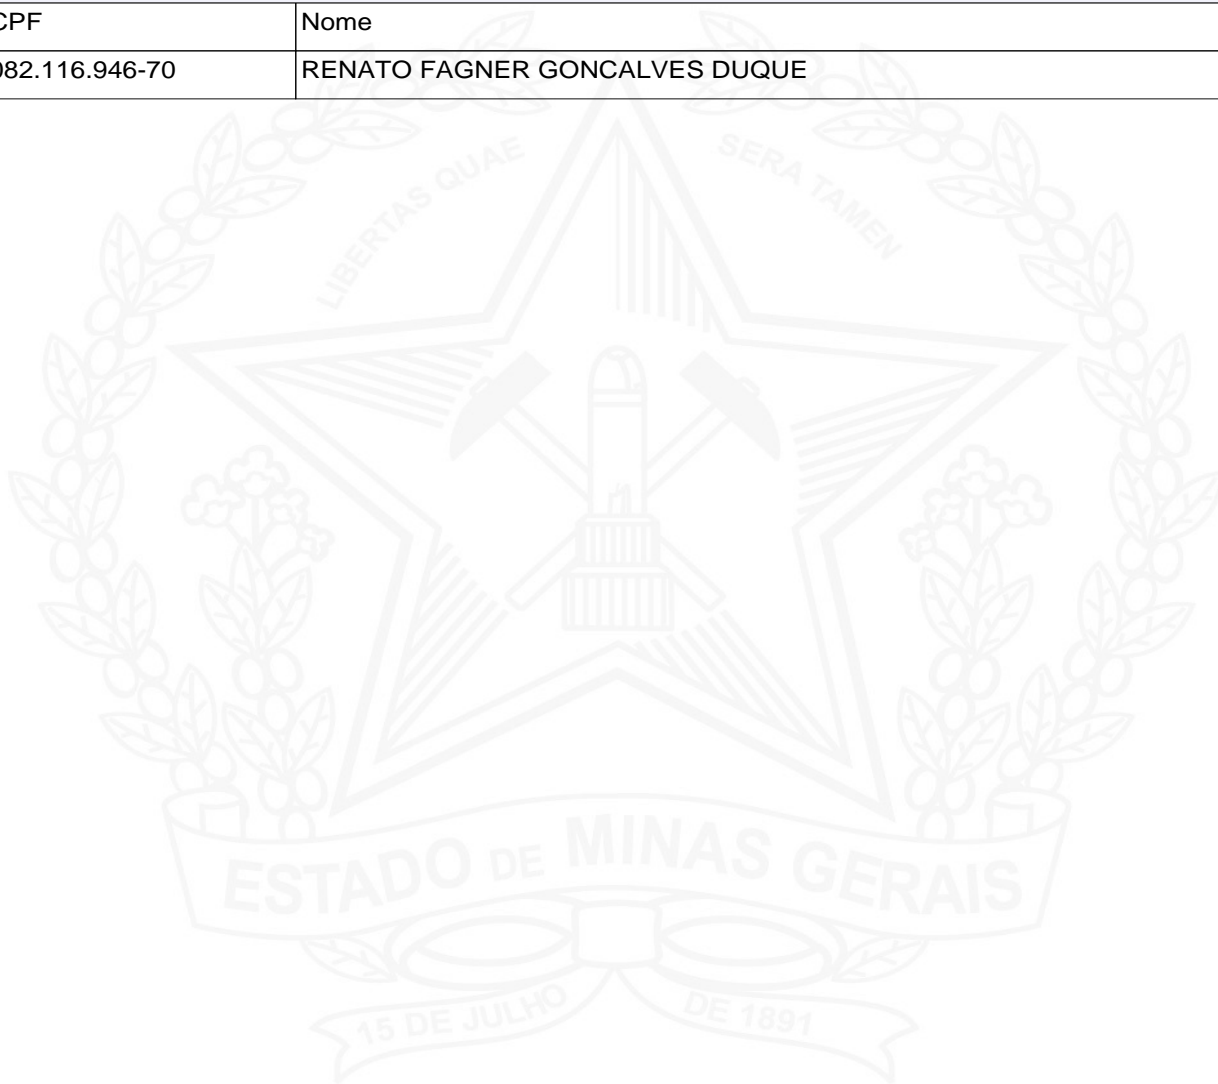 CPF Nome
082.116.946-70 RENATO FAGNER GONCALVES DUQUE
LIBERTAS QUAE SERA TAMEN
ESTADO DE MINAS GERAIS
15 DE JULHO DE 1891